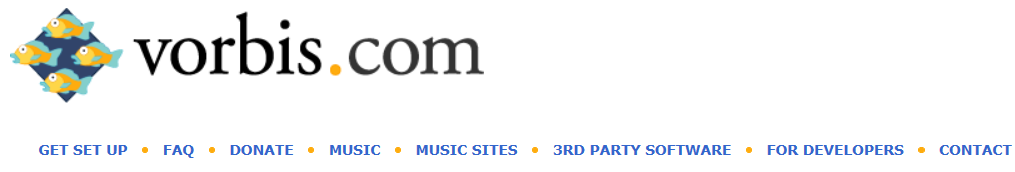 vorbis.com
GET SET UP • FAQ • DONATE • MUSIC • MUSIC SITES • 3RD PARTY SOFTWARE • FOR DEVELOPERS • CONTACT